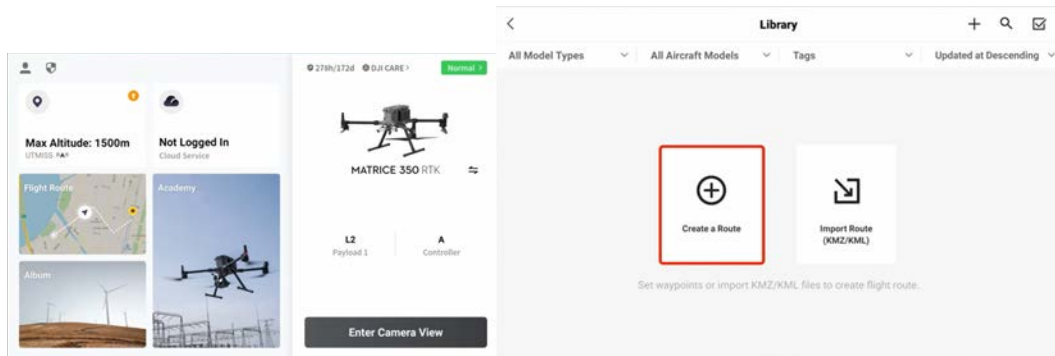 278h/172d DJI CARE >
Normal >
Max Altitude: 1500m
UTMISS
Not Logged In
Cloud Service
Flight Route
Academy
Album
MATRICE 350 RTK
L2
Payload 1
A
Controller
Enter Camera View
Library
All Model Types
All Aircraft Models
Tags
Updated at Descending
Create a Route
Import Route
(KMZ/KML)
Set waypoints or import KMZ/KML files to create flight route.